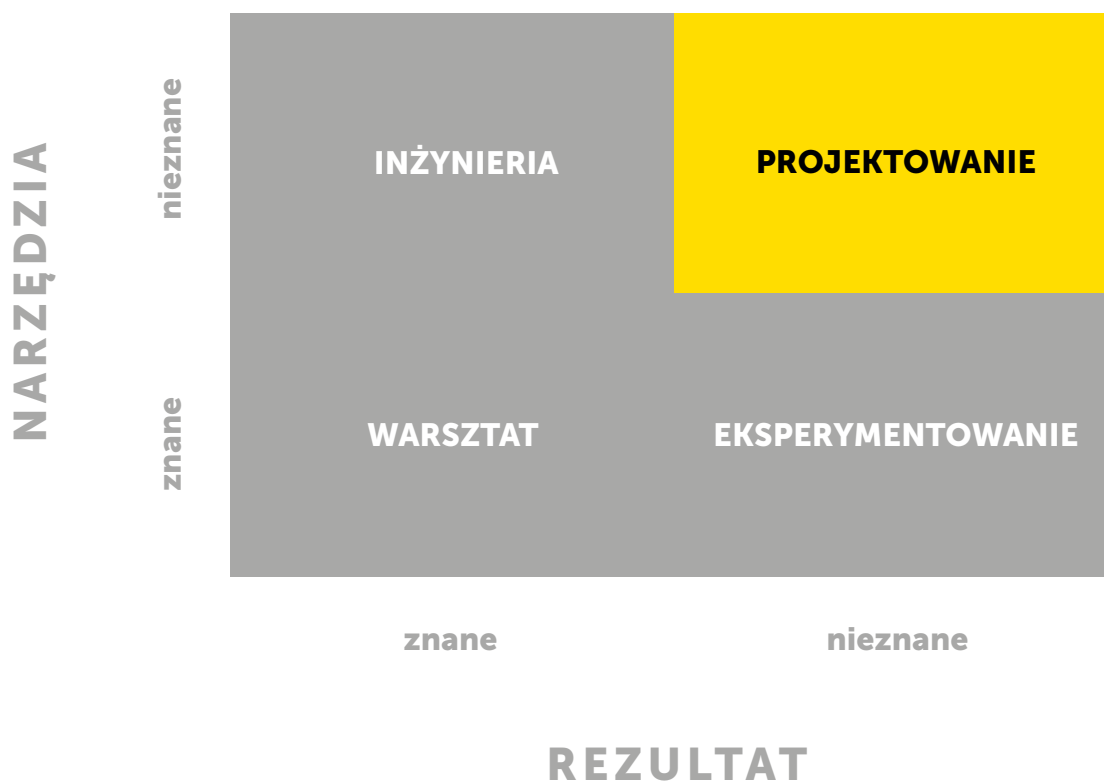 NARZĘDZIA
nieznane
INŻYNIERIA
PROJEKTOWANIE
znane
WARSZTAT
EKSPERYMENTOWANIE
znane
nieznane
REZULTAT